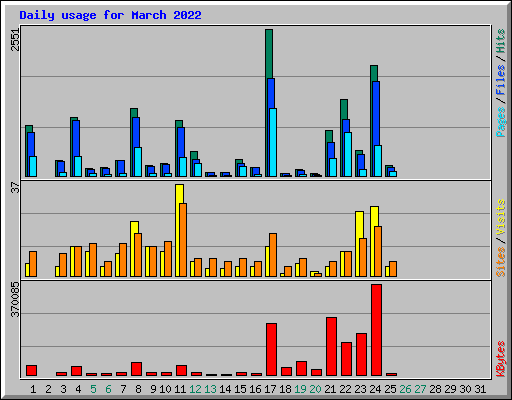 Daily usage for March 2022
2551
Pages / Files / Hits
37
Sites / Visits
370085
KBytes
1 2 3 4 5 6 7 8 9 10 11 12 13 14 15 16 17 18 19 20 21 22 23 24 25 26 27 28 29 30 31